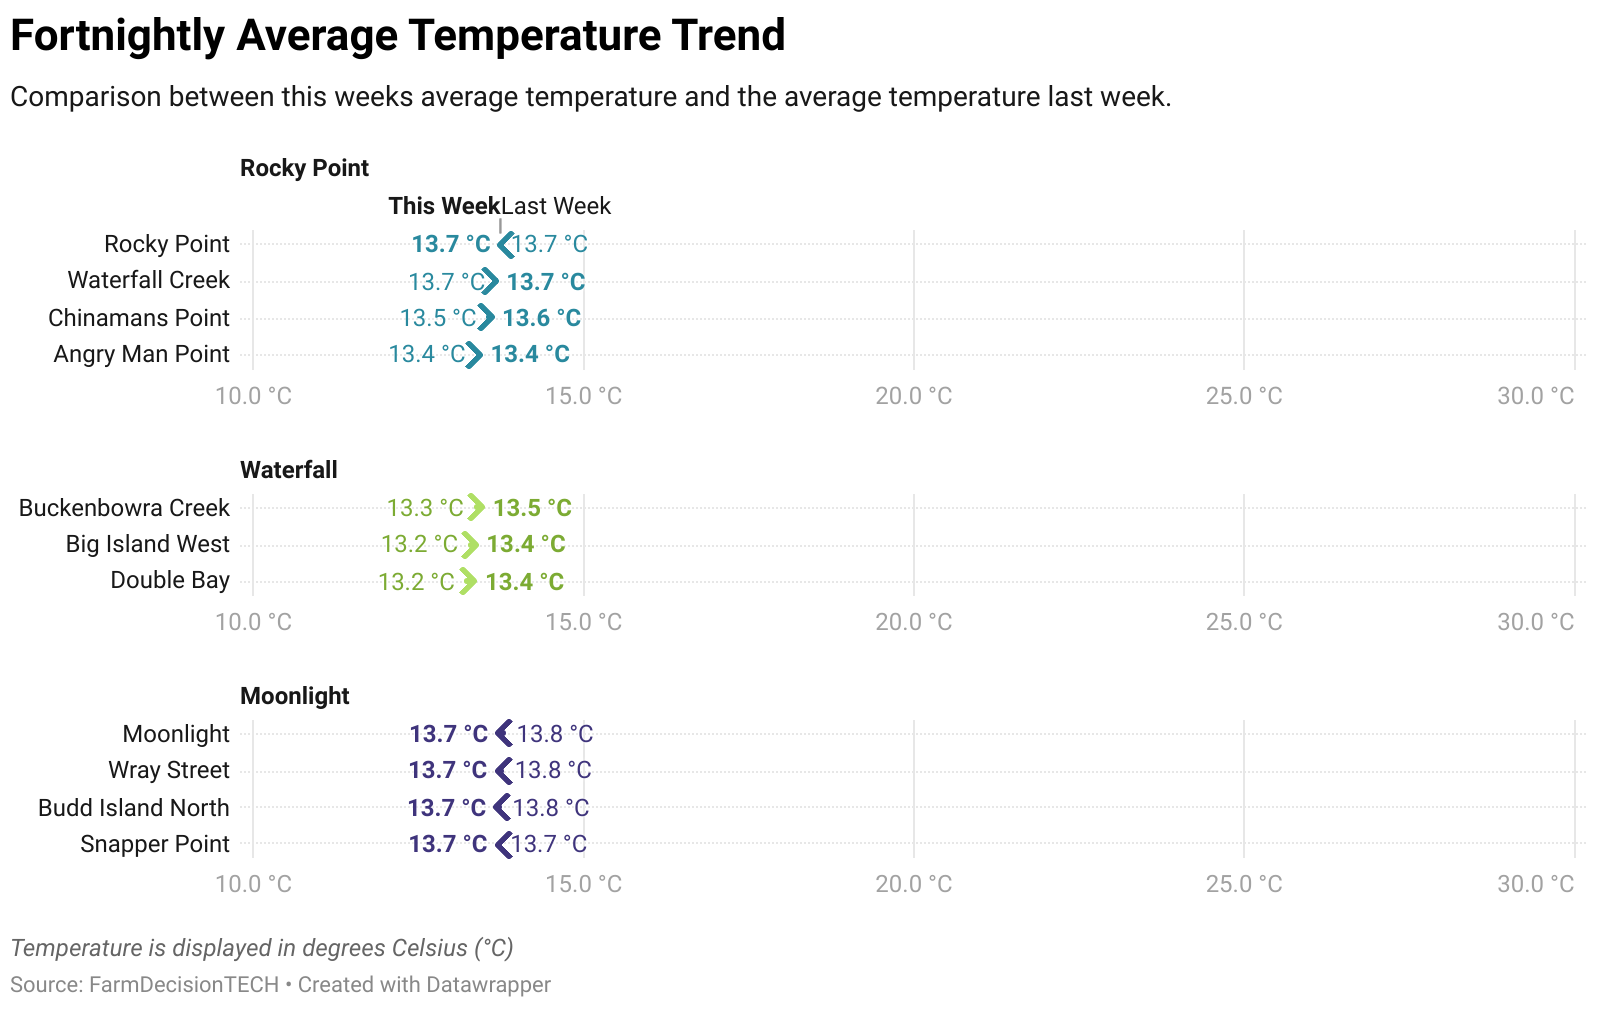 Fortnightly Average Temperature Trend
Comparison between this weeks average temperature and the average temperature last week.
Rocky Point
This Week Last Week
Rocky Point 13.7 °C 13.7 °C
Waterfall Creek 13.7 °C 13.7 °C
Chinamans Point 13.5 °C 13.6 °C
Angry Man Point 13.4 °C 13.4 °C
10.0 °C 15.0 °C 20.0 °C 25.0 °C 30.0 °C
Waterfall
Buckenbowra Creek 13.3 °C 13.5 °C
Big Island West 13.2 °C 13.4 °C
Double Bay 13.2 °C 13.4 °C
10.0 °C 15.0 °C 20.0 °C 25.0 °C 30.0 °C
Moonlight
Moonlight 13.7 °C 13.8 °C
Wray Street 13.7 °C 13.8 °C
Budd Island North 13.7 °C 13.8 °C
Snapper Point 13.7 °C 13.7 °C
10.0 °C 15.0 °C 20.0 °C 25.0 °C 30.0 °C
Temperature is displayed in degrees Celsius (°C)
Source: FarmDecisionTECH • Created with Datawrapper